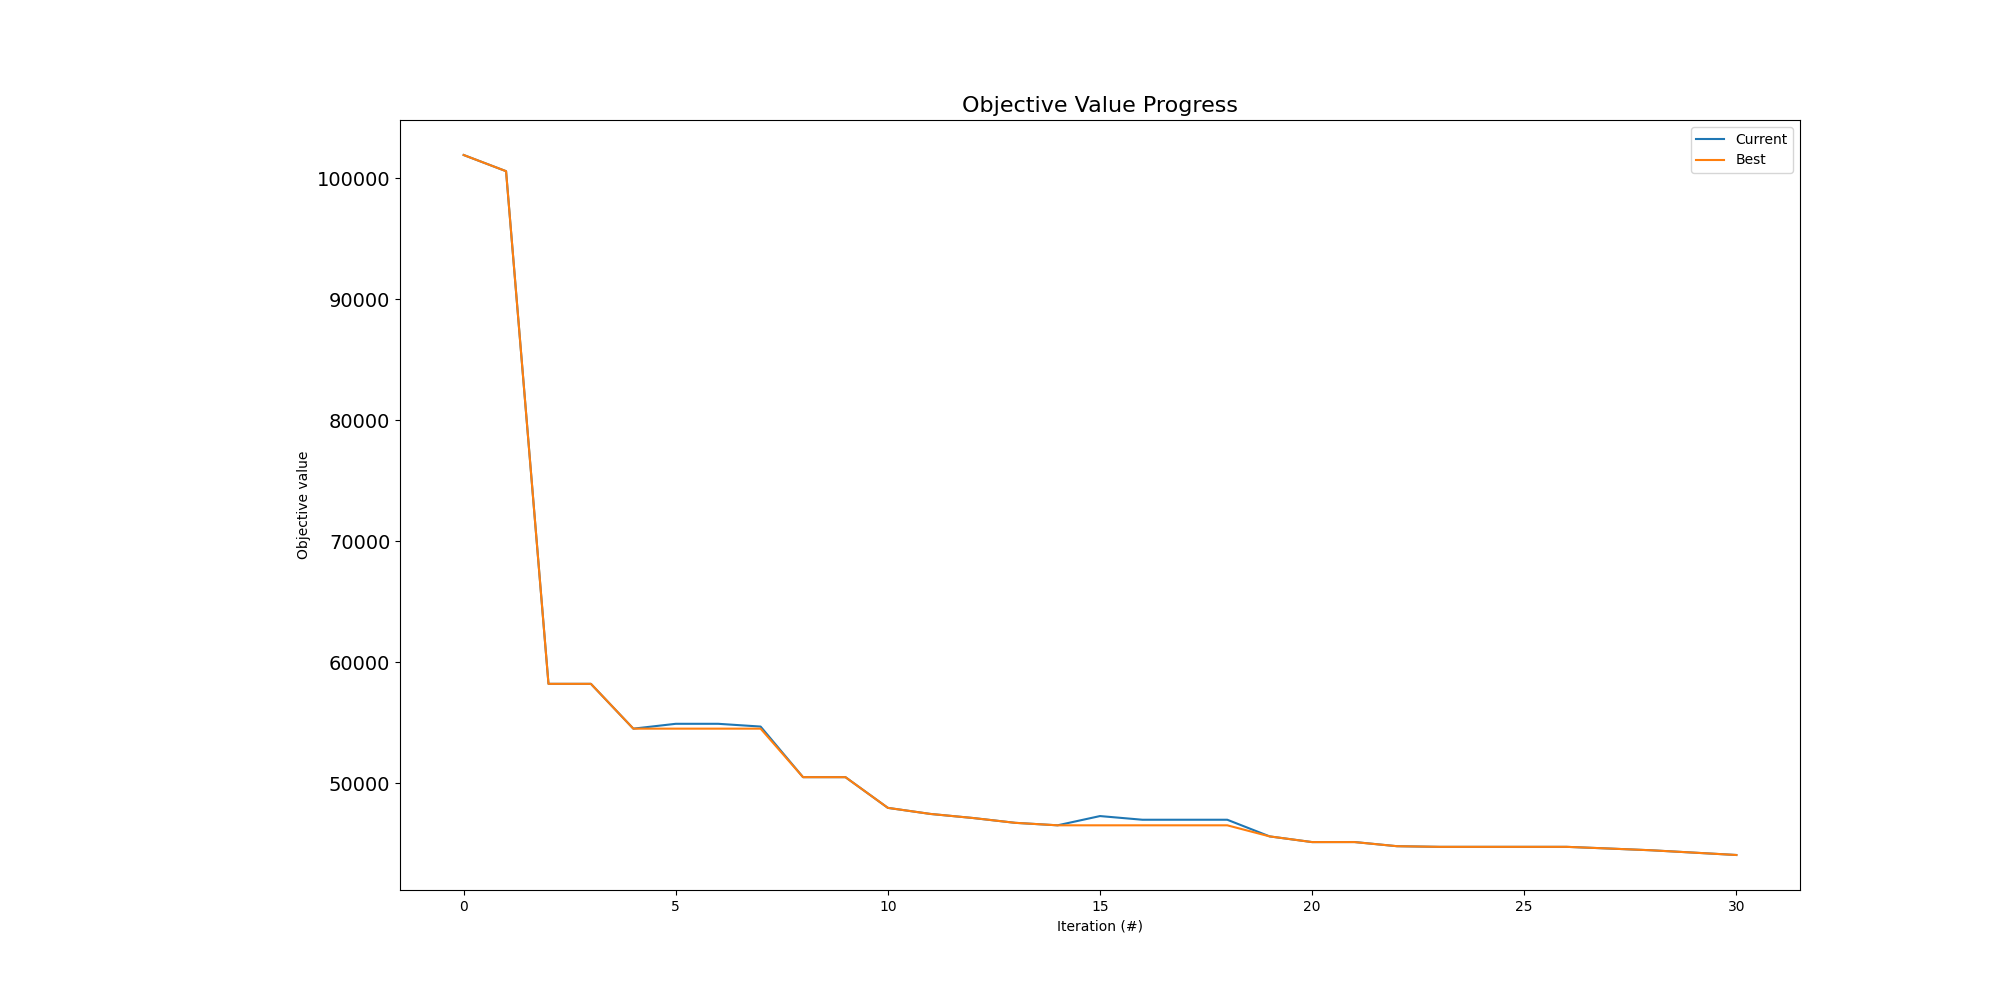 Objective Value Progress
Current
Best
100000
90000
80000
70000
60000
50000
Objective value
0 5 10 15 20 25 30
Iteration (#)